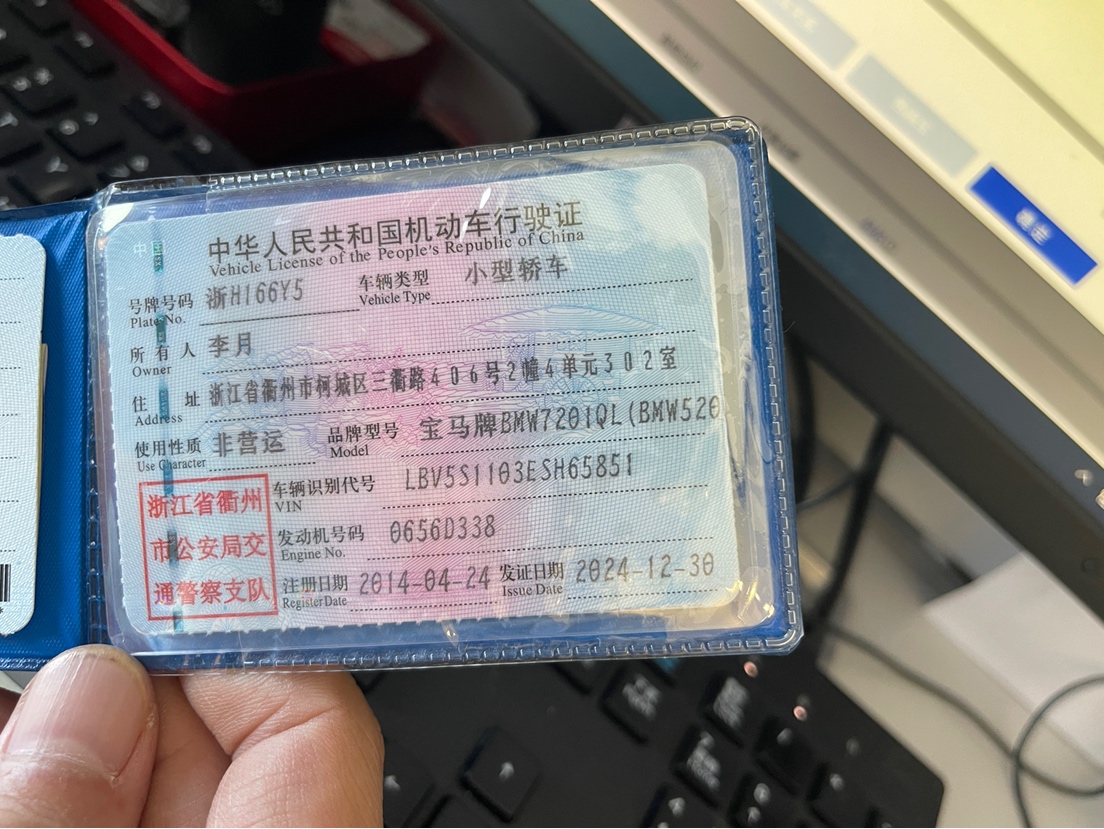 中国
中华人民共和国机动车行驶证
Vehicle License of the People's Republic of China
号牌号码 浙H166Y5 车辆类型 小型轿车
Plate No. Vehicle Type
所有人 李月
Owner
住址 浙江省衢州市柯城区三衢路406号2幢4单元302室
Address
使用性质 非营运 品牌型号 宝马牌BMW7201QL(BMW520
Use Character Model
浙江省衢州
市公安局交
通警察支队
车辆识别代号 LBV5S1103ESH65851
VIN
发动机号码 0656D338
Engine No.
注册日期 2014-04-24 发证日期 2024-12-30
Register Date Issue Date